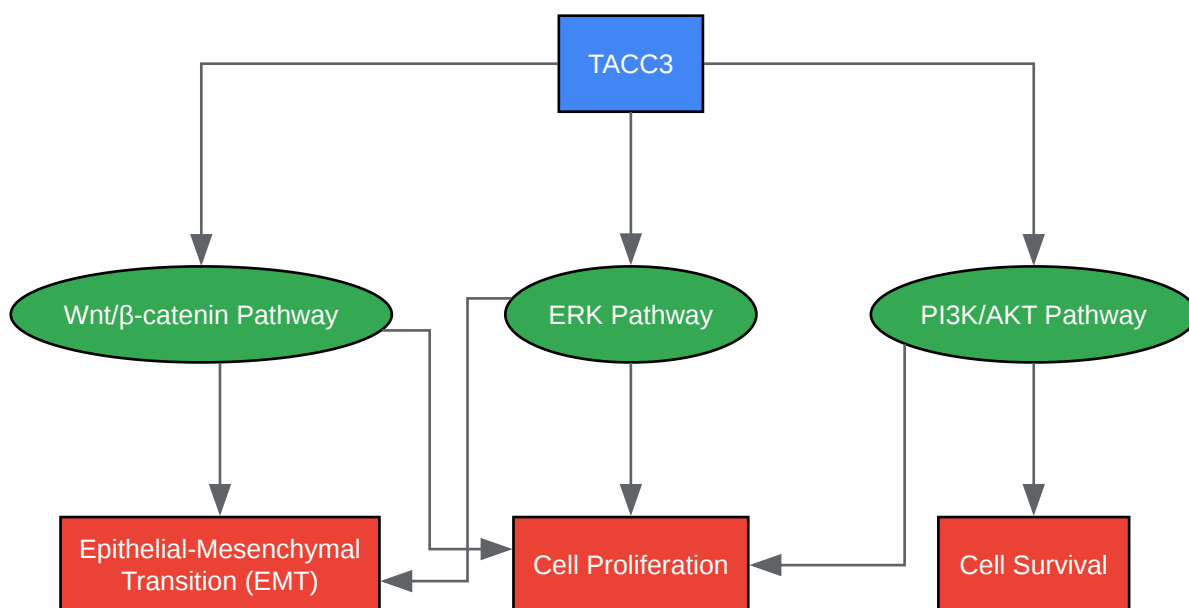 TACC3
Wnt/β-catenin Pathway
ERK Pathway
PI3K/AKT Pathway
Epithelial-Mesenchymal
Transition (EMT)
Cell Proliferation
Cell Survival